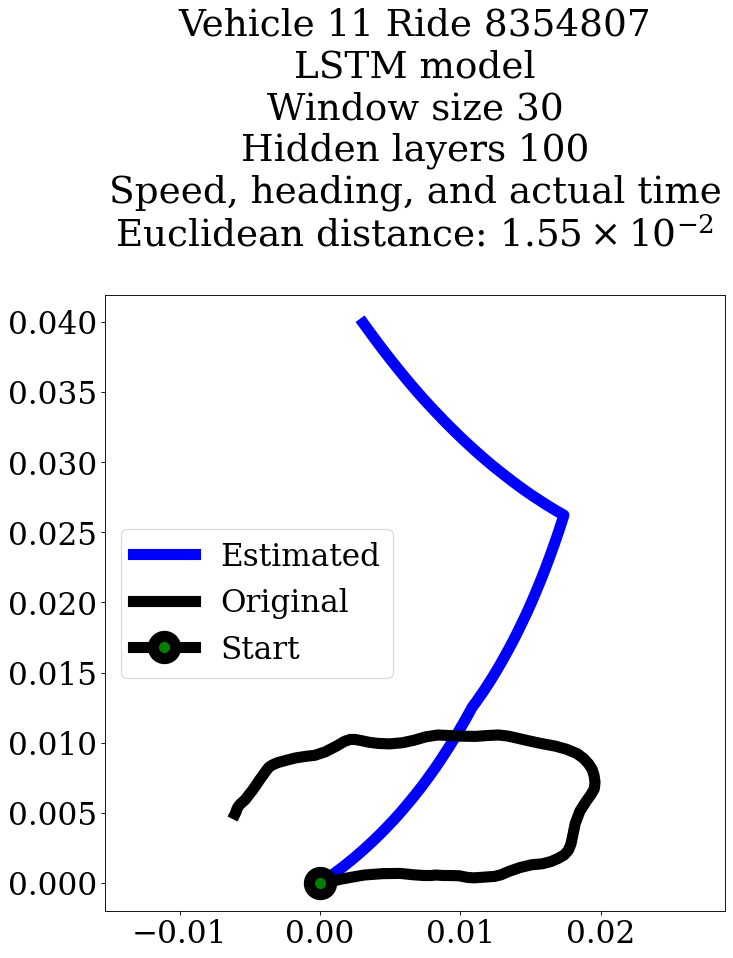 Vehicle 11 Ride 8354807
LSTM model
Window size 30
Hidden layers 100
Speed, heading, and actual time
Euclidean distance: 1.55 × 10⁻²
0.040
0.035
0.030
0.025
0.020
0.015
0.010
0.005
0.000
Estimated
Original
Start
−0.01 0.00 0.01 0.02